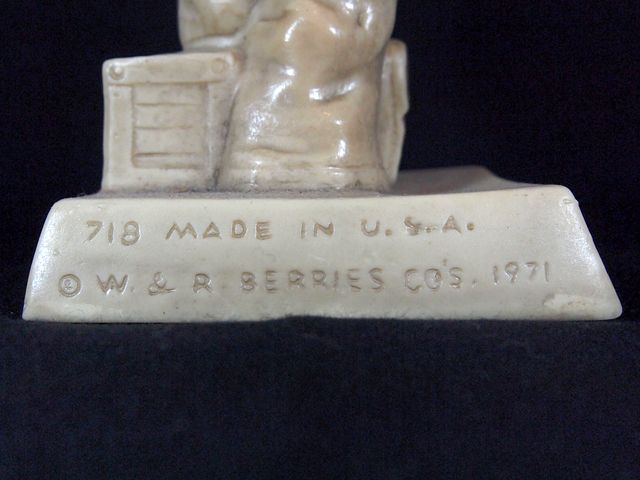 718 MADE IN U.S.A.
© W. & R. BERRIES CO'S. 1971